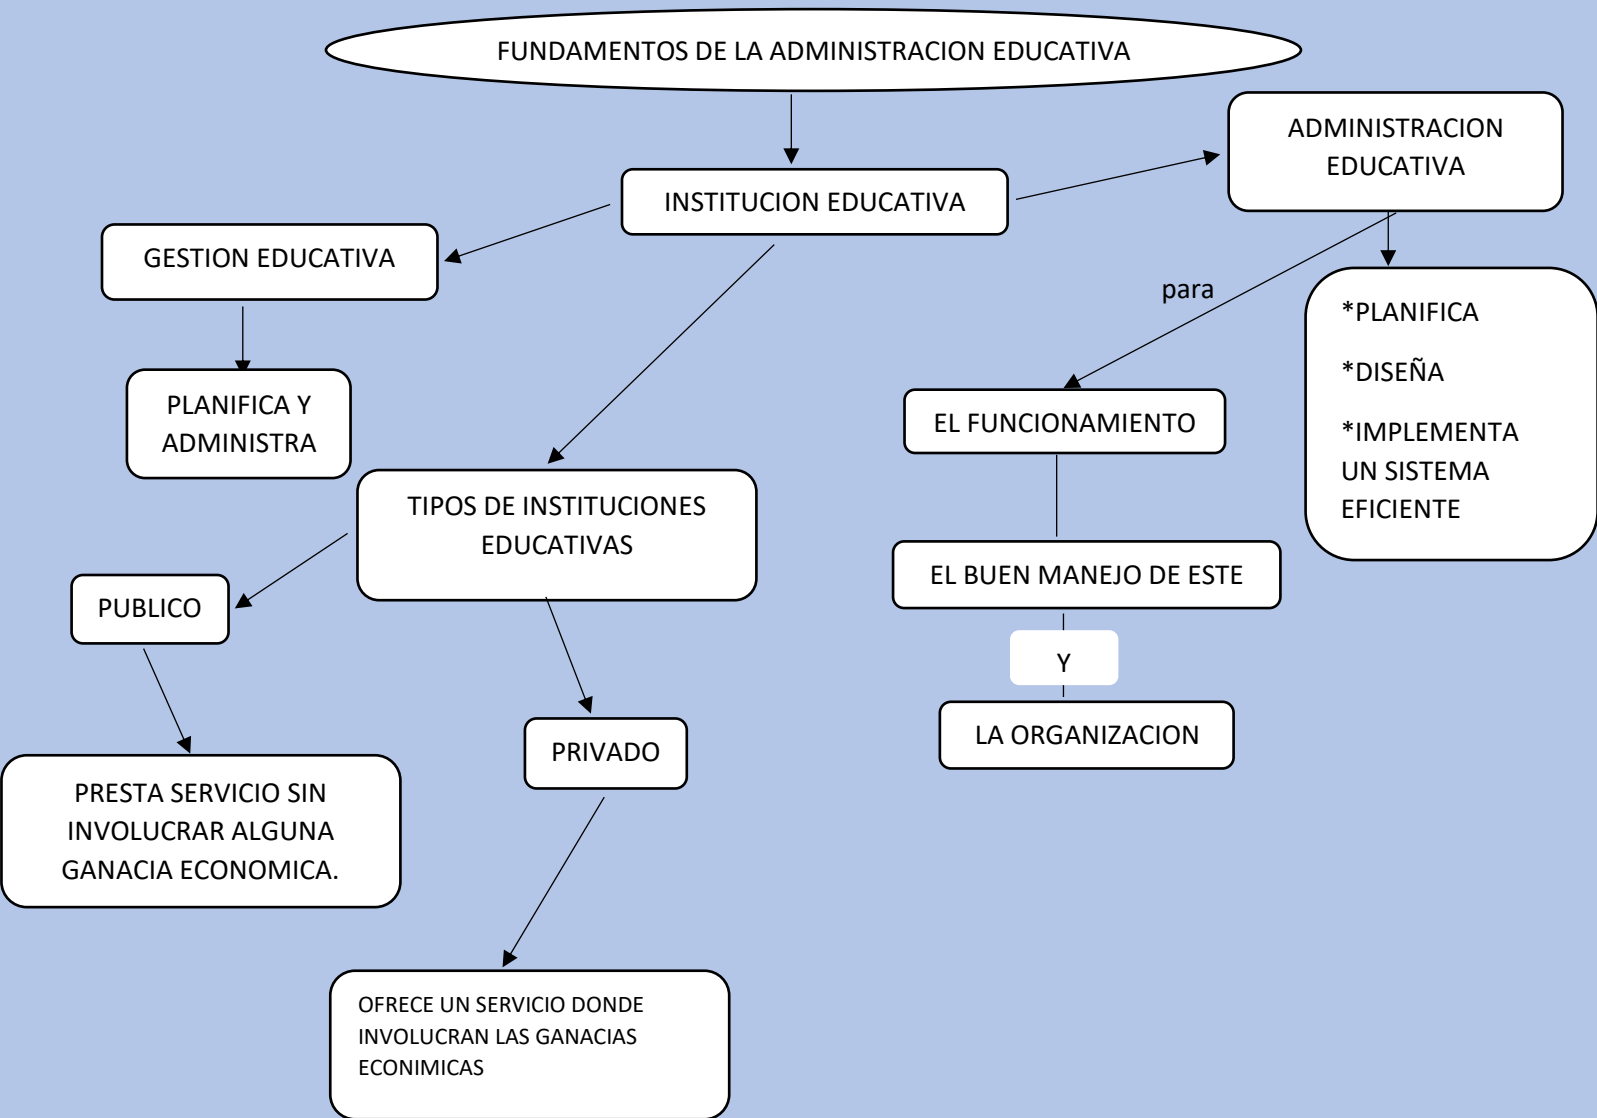 FUNDAMENTOS DE LA ADMINISTRACION EDUCATIVA
ADMINISTRACION
EDUCATIVA
INSTITUCION EDUCATIVA
GESTION EDUCATIVA
para
*PLANIFICA
*DISEÑA
*IMPLEMENTA
UN SISTEMA
EFICIENTE
PLANIFICA Y
ADMINISTRA
EL FUNCIONAMIENTO
TIPOS DE INSTITUCIONES
EDUCATIVAS
EL BUEN MANEJO DE ESTE
PUBLICO
Y
LA ORGANIZACION
PRIVADO
PRESTA SERVICIO SIN
INVOLUCRAR ALGUNA
GANACIA ECONOMICA.
OFRECE UN SERVICIO DONDE
INVOLUCRAN LAS GANACIAS
ECONIMICAS